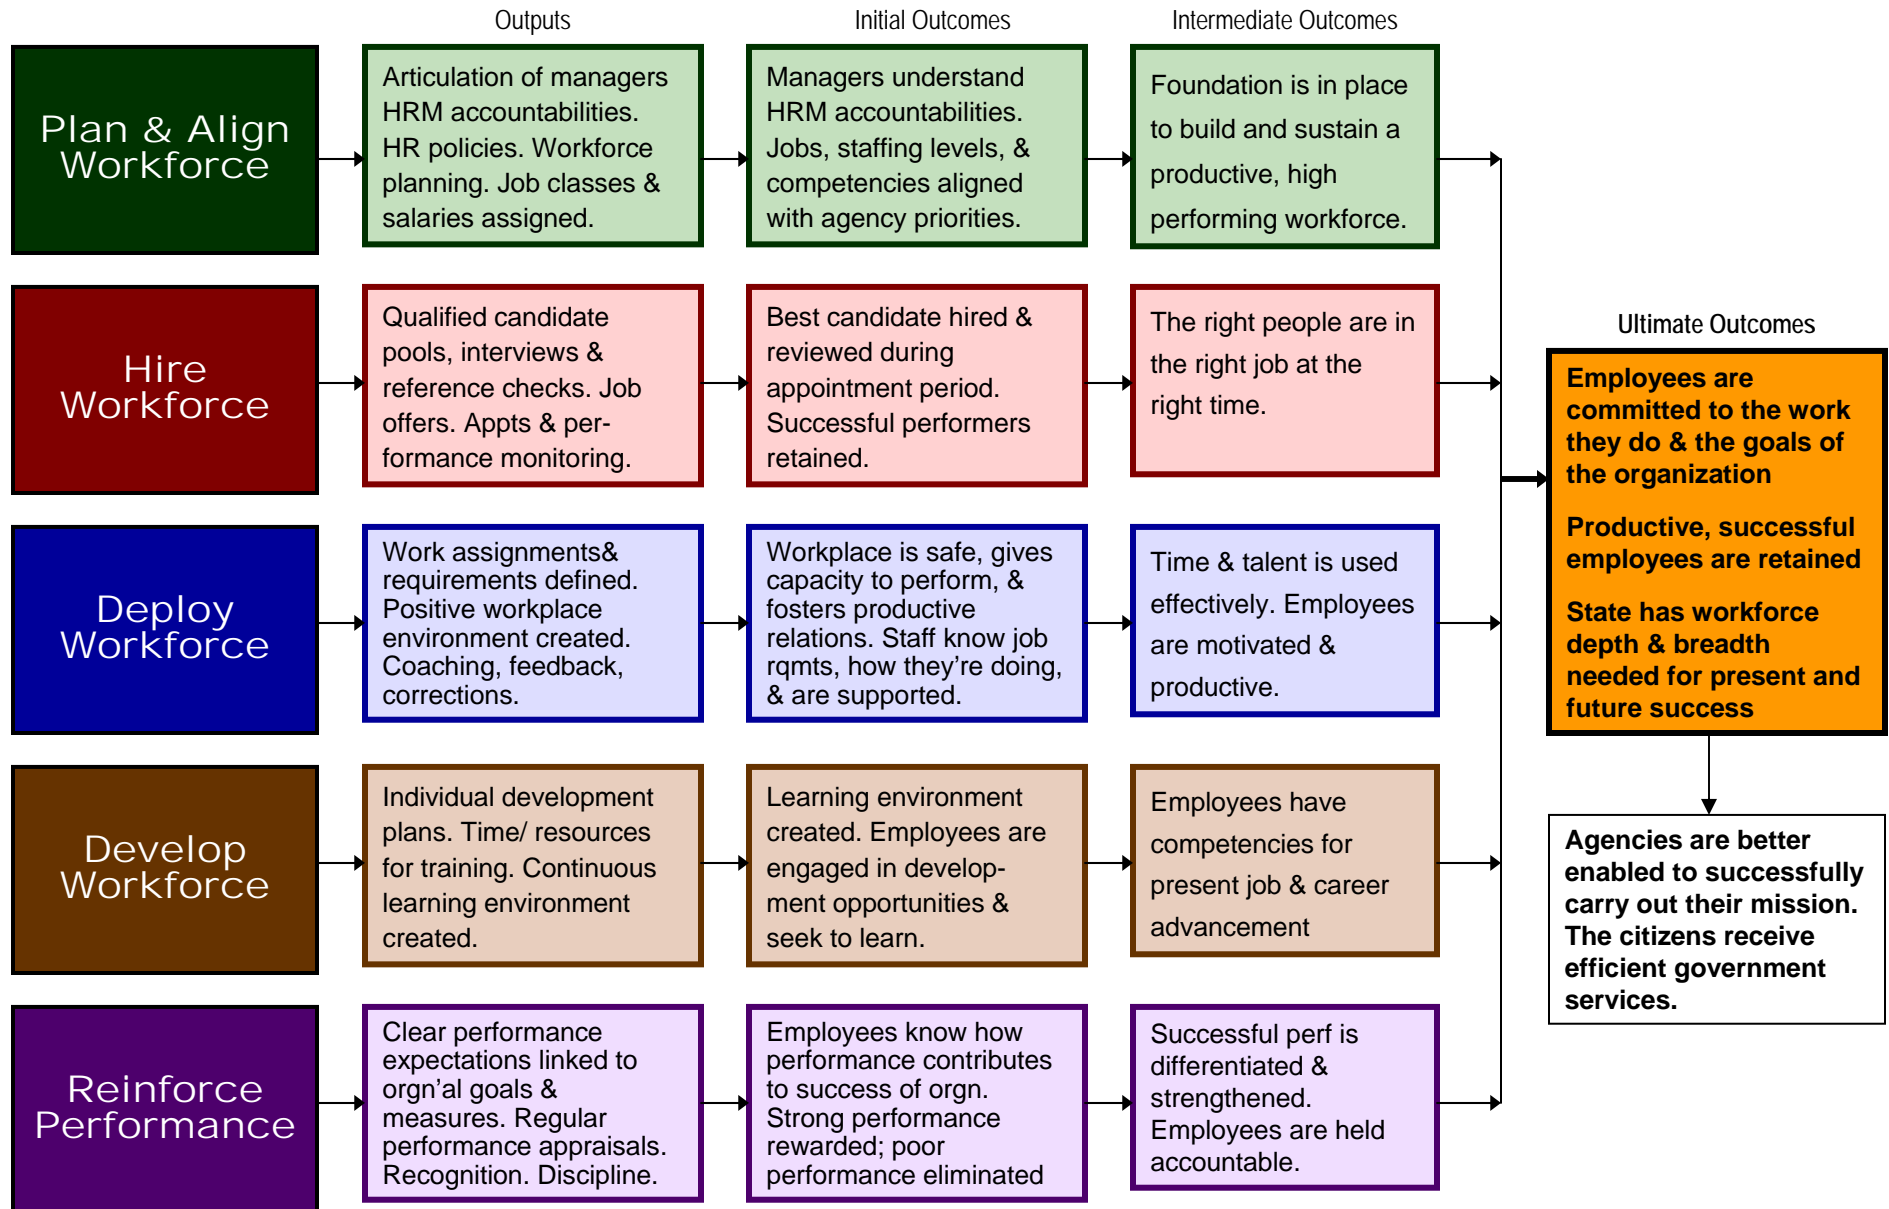 Outputs
Initial Outcomes
Intermediate Outcomes
Plan & Align
Workforce
Articulation of managers
HRM accountabilities.
HR policies. Workforce
planning. Job classes &
salaries assigned.
Managers understand
HRM accountabilities.
Jobs, staffing levels, &
competencies aligned
with agency priorities.
Foundation is in place
to build and sustain a
productive, high
performing workforce.
Hire
Workforce
Qualified candidate
pools, interviews &
reference checks. Job
offers. Appts & per-
formance monitoring.
Best candidate hired &
reviewed during
appointment period.
Successful performers
retained.
The right people are in
the right job at the
right time.
Deploy
Workforce
Work assignments&
requirements defined.
Positive workplace
environment created.
Coaching, feedback,
corrections.
Workplace is safe, gives
capacity to perform, &
fosters productive
relations. Staff know job
rqmts, how they’re doing,
& are supported.
Time & talent is used
effectively. Employees
are motivated &
productive.
Develop
Workforce
Individual development
plans. Time/ resources
for training. Continuous
learning environment
created.
Learning environment
created. Employees are
engaged in develop-
ment opportunities &
seek to learn.
Employees have
competencies for
present job & career
advancement
Reinforce
Performance
Clear performance
expectations linked to
orgn’al goals &
measures. Regular
performance appraisals.
Recognition. Discipline.
Employees know how
performance contributes
to success of orgn.
Strong performance
rewarded; poor
performance eliminated
Successful perf is
differentiated &
strengthened.
Employees are held
accountable.
Ultimate Outcomes
Employees are
committed to the work
they do & the goals of
the organization
Productive, successful
employees are retained
State has workforce
depth & breadth
needed for present and
future success
Agencies are better
enabled to successfully
carry out their mission.
The citizens receive
efficient government
services.